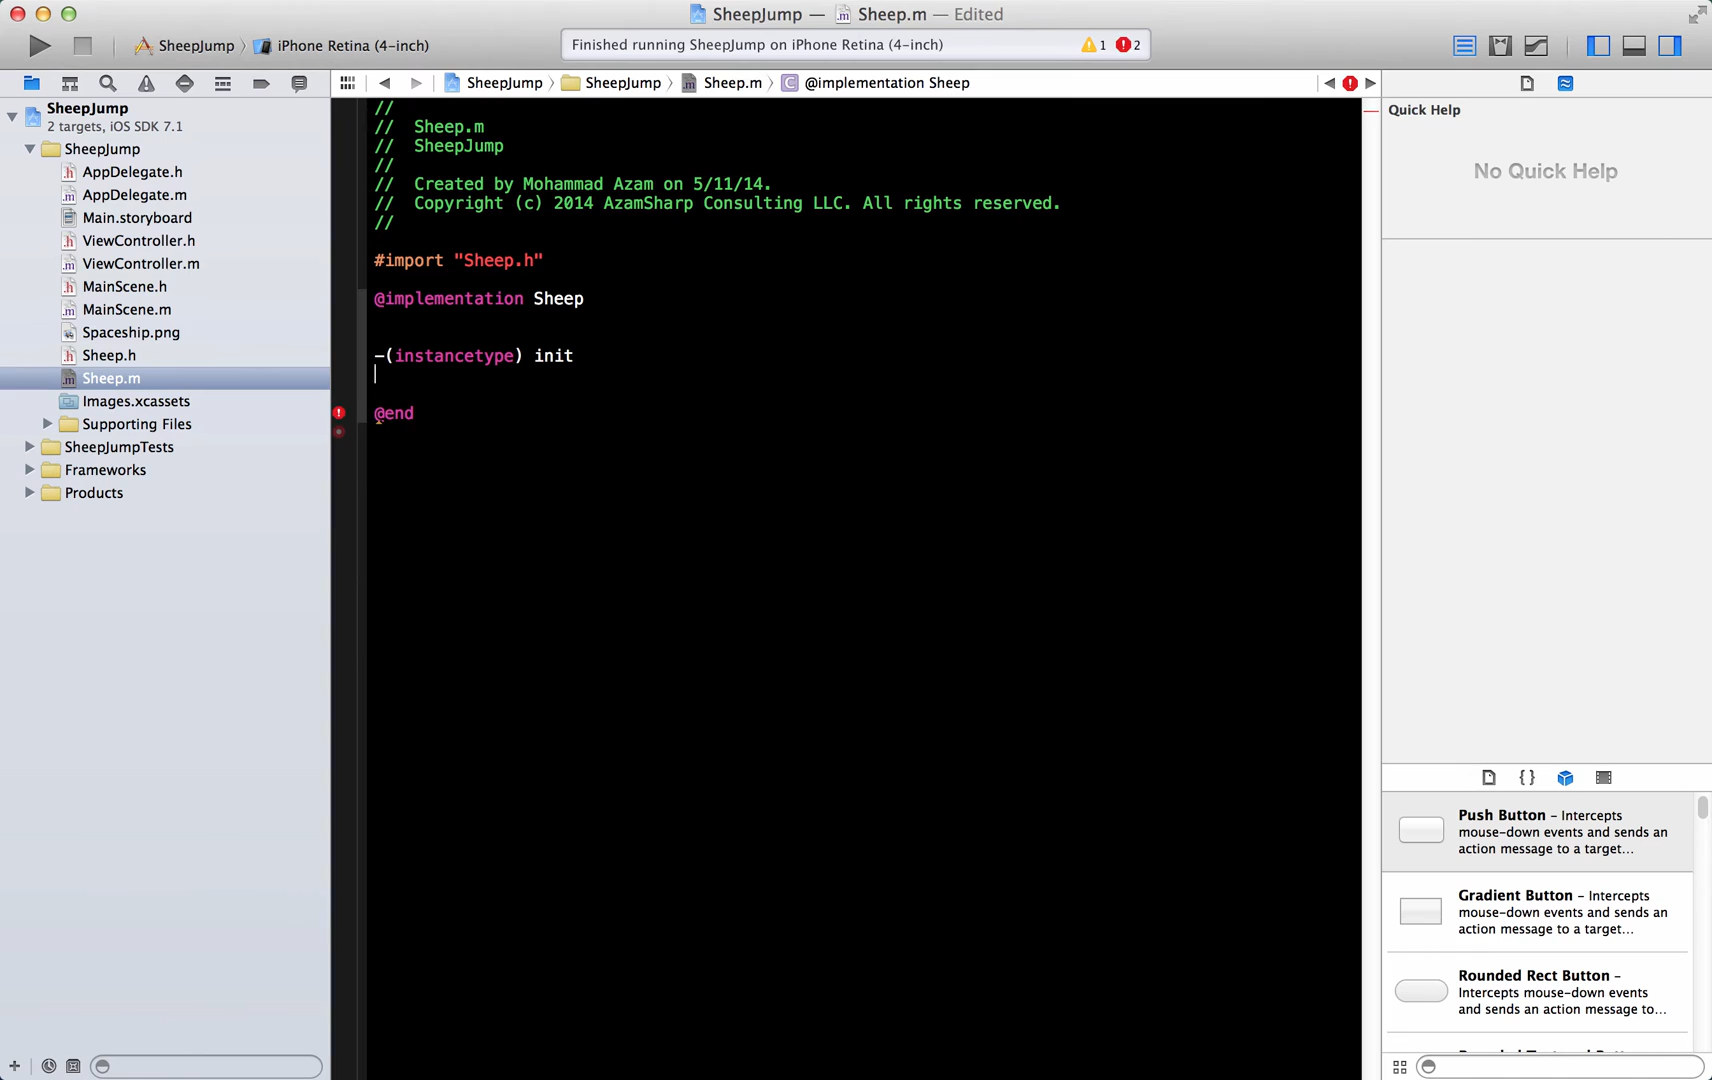 SheepJump — Sheep.m — Edited
SheepJump 〉 iPhone Retina (4-inch)
Finished running SheepJump on iPhone Retina (4-inch)
1
2
SheepJump 〉 SheepJump 〉 Sheep.m 〉 @implementation Sheep
SheepJump
2 targets, iOS SDK 7.1
SheepJump
AppDelegate.h
AppDelegate.m
Main.storyboard
ViewController.h
ViewController.m
MainScene.h
MainScene.m
Spaceship.png
Sheep.h
Sheep.m
Images.xcassets
Supporting Files
SheepJumpTests
Frameworks
Products
//
//  Sheep.m
//  SheepJump
//
//  Created by Mohammad Azam on 5/11/14.
//  Copyright (c) 2014 AzamSharp Consulting LLC. All rights reserved.
//
#import "Sheep.h"
@implementation Sheep
-(instancetype) init
@end
Quick Help
No Quick Help
{ }
Push Button – Intercepts
mouse-down events and sends an
action message to a target...
Gradient Button – Intercepts
mouse-down events and sends an
action message to a target...
Rounded Rect Button –
Intercepts mouse-down events
and sends an action message to...